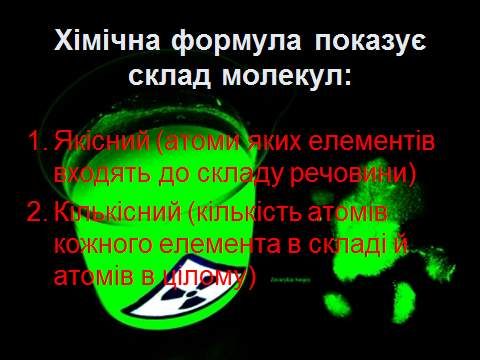 Хімічна формула показує
склад молекул:
1. Якісний (атоми яких елементів
входять до складу речовини)
2. Кількісний (кількість атомів
кожного елемента в складі й
атомів в цілому)